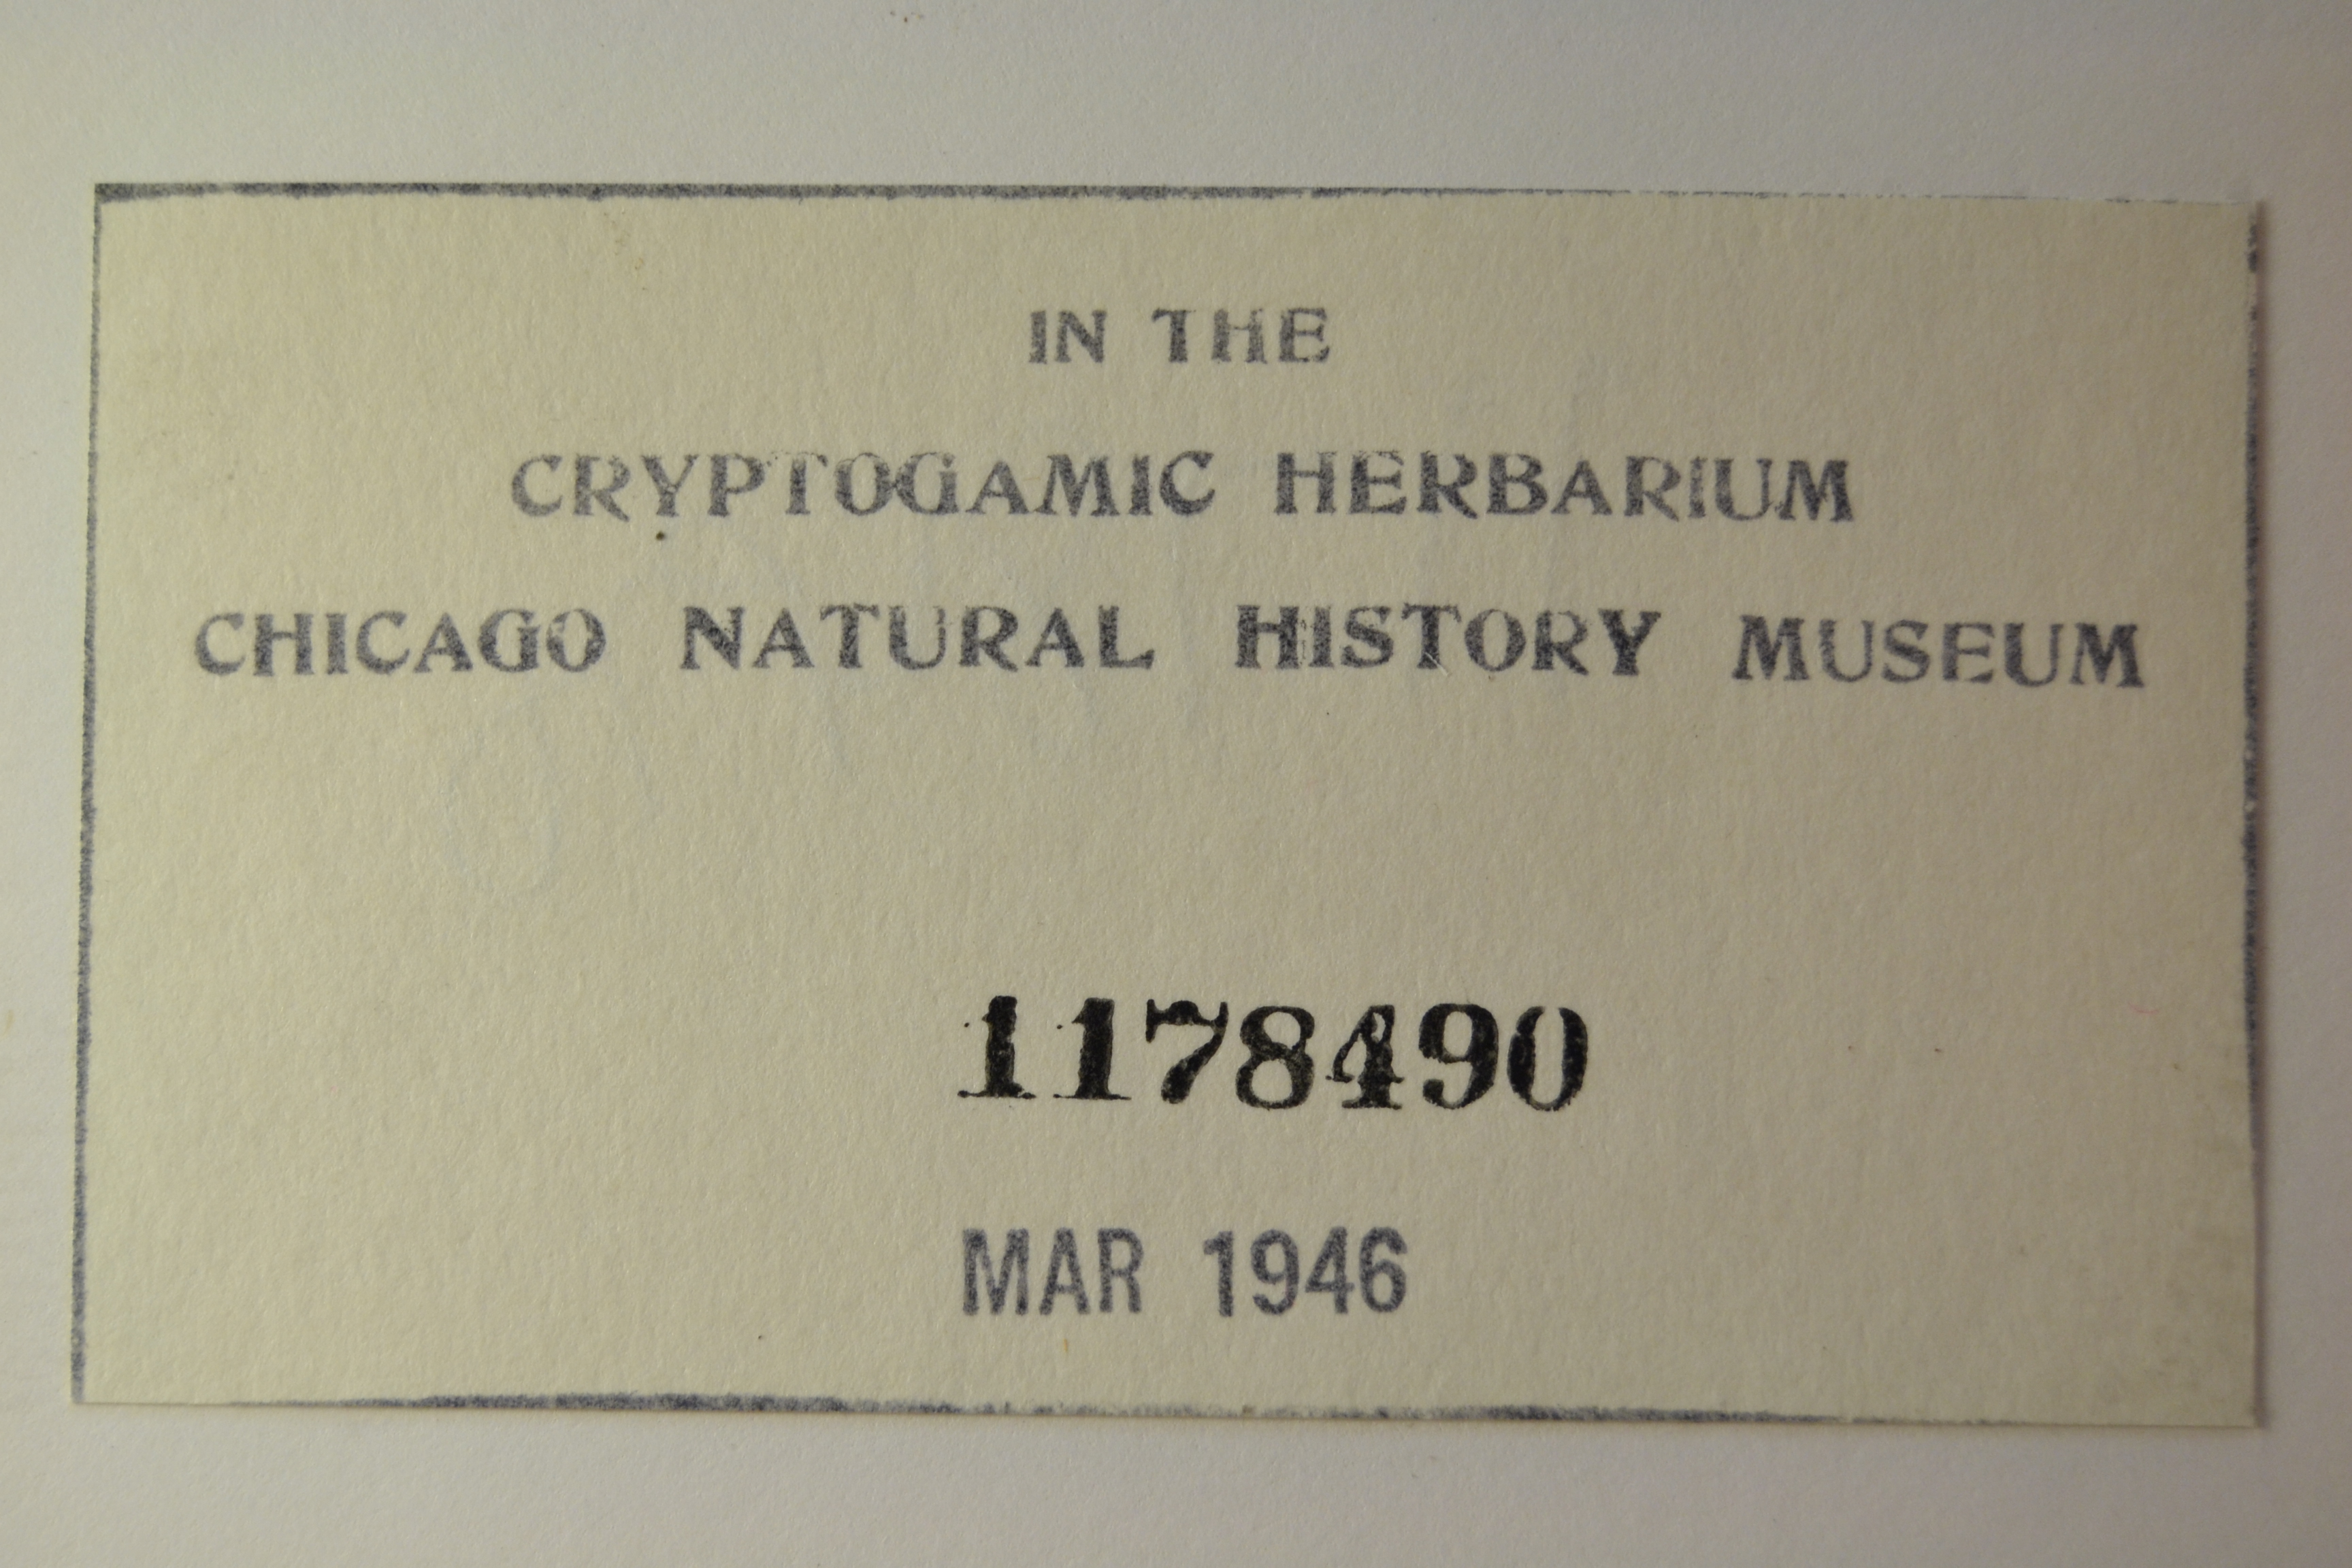 IN THE
CRYPTOGAMIC HERBARIUM
CHICAGO NATURAL HISTORY MUSEUM
1178490
MAR 1946